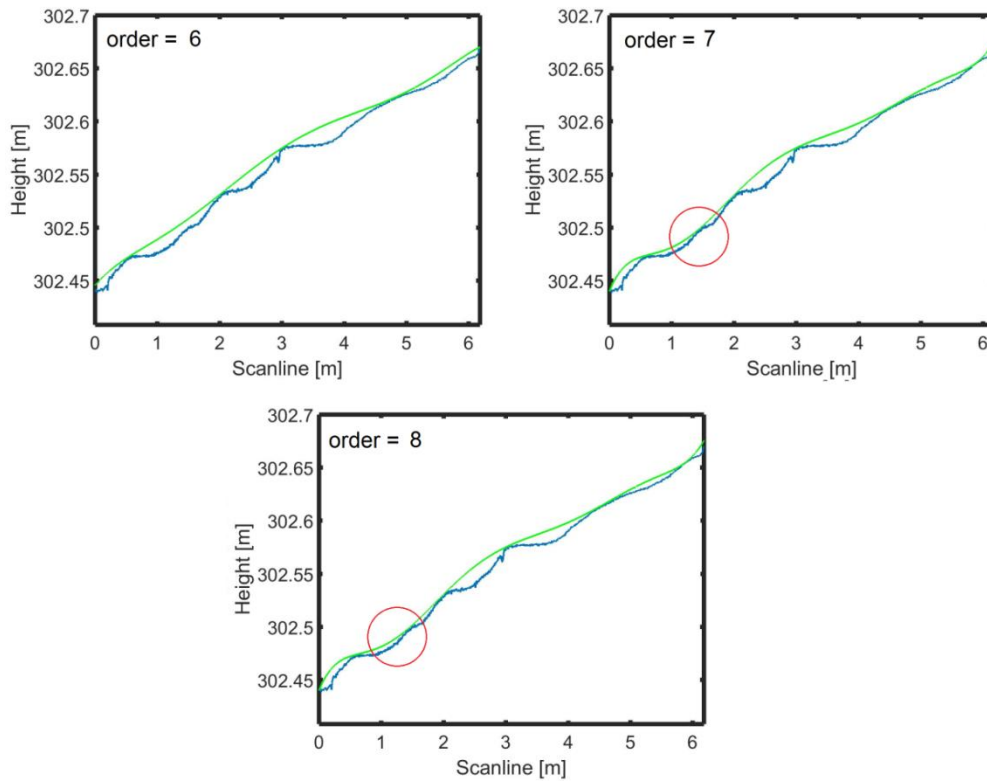 order = 6
302.7
302.65
302.6
302.55
302.5
302.45
Height [m]
0 1 2 3 4 5 6
Scanline [m]
order = 7
302.7
302.65
302.6
302.55
302.5
302.45
Height [m]
0 1 2 3 4 5 6
Scanline [m]
order = 8
302.7
302.65
302.6
302.55
302.5
302.45
Height [m]
0 1 2 3 4 5 6
Scanline [m]